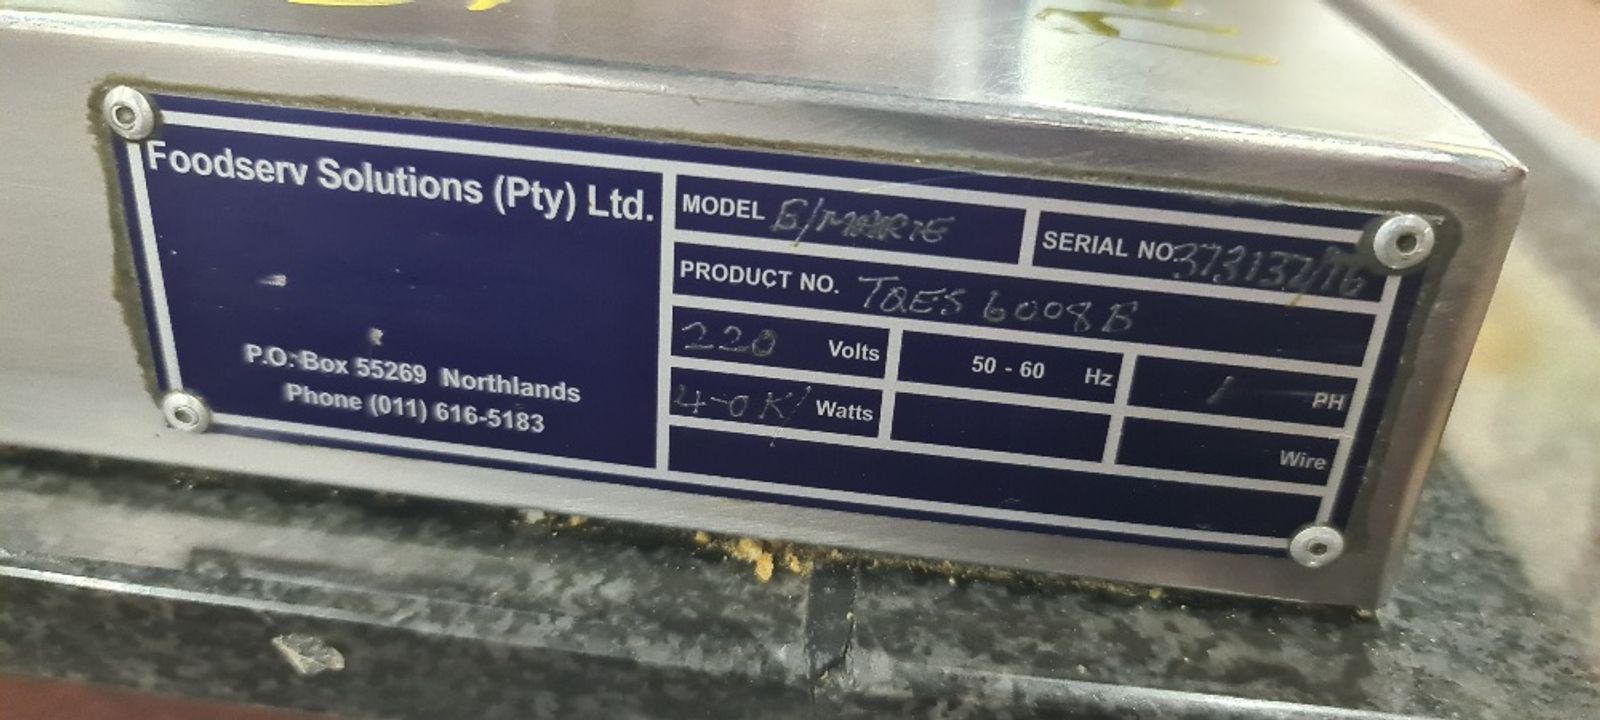 Foodserv Solutions (Pty) Ltd.
P.O. Box 55269 Northlands
Phone (011) 616-5183
MODEL B/MARIE
SERIAL NO. 373137/16
PRODUCT NO. TQES 6008B
220 Volts
50 - 60 Hz
1 PH
4-0K/ Watts
Wire